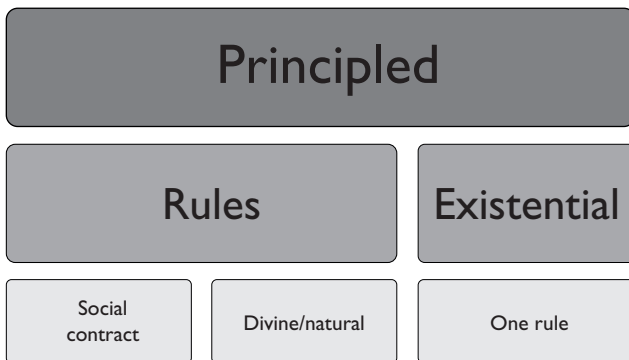 Principled
Rules
Existential
Social
contract
Divine/natural
One rule